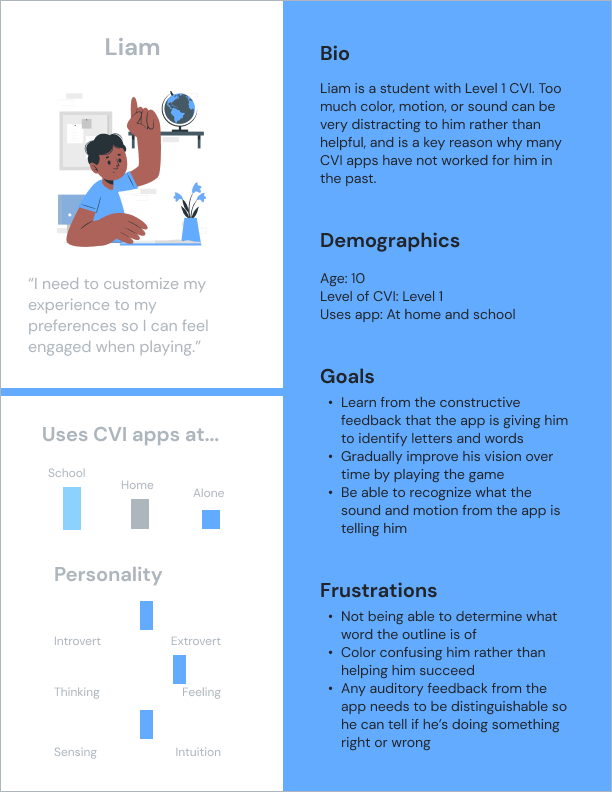 Liam
“I need to customize my
experience to my
preferences so I can feel
engaged when playing.”
Uses CVI apps at...
School
Home
Alone
Personality
Introvert Extrovert
Thinking Feeling
Sensing Intuition
Bio
Liam is a student with Level 1 CVI. Too
much color, motion, or sound can be
very distracting to him rather than
helpful, and is a key reason why many
CVI apps have not worked for him in
the past.
Demographics
Age: 10
Level of CVI: Level 1
Uses app: At home and school
Goals
• Learn from the constructive
feedback that the app is giving him
to identify letters and words
• Gradually improve his vision over
time by playing the game
• Be able to recognize what the
sound and motion from the app is
telling him
Frustrations
• Not being able to determine what
word the outline is of
• Color confusing him rather than
helping him succeed
• Any auditory feedback from the
app needs to be distinguishable so
he can tell if he’s doing something
right or wrong